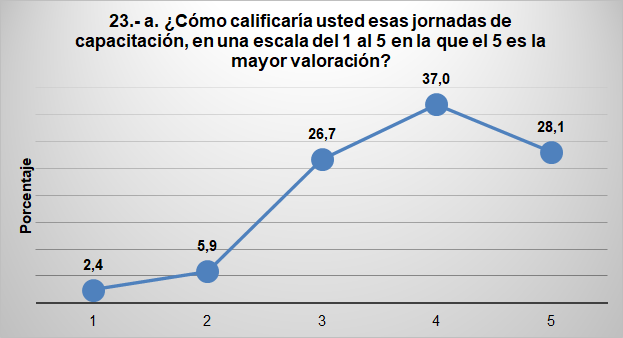 23.- a. ¿Cómo calificaría usted esas jornadas de
capacitación, en una escala del 1 al 5 en la que el 5 es la
mayor valoración?
Porcentaje
2,4
5,9
26,7
37,0
28,1
1 2 3 4 5